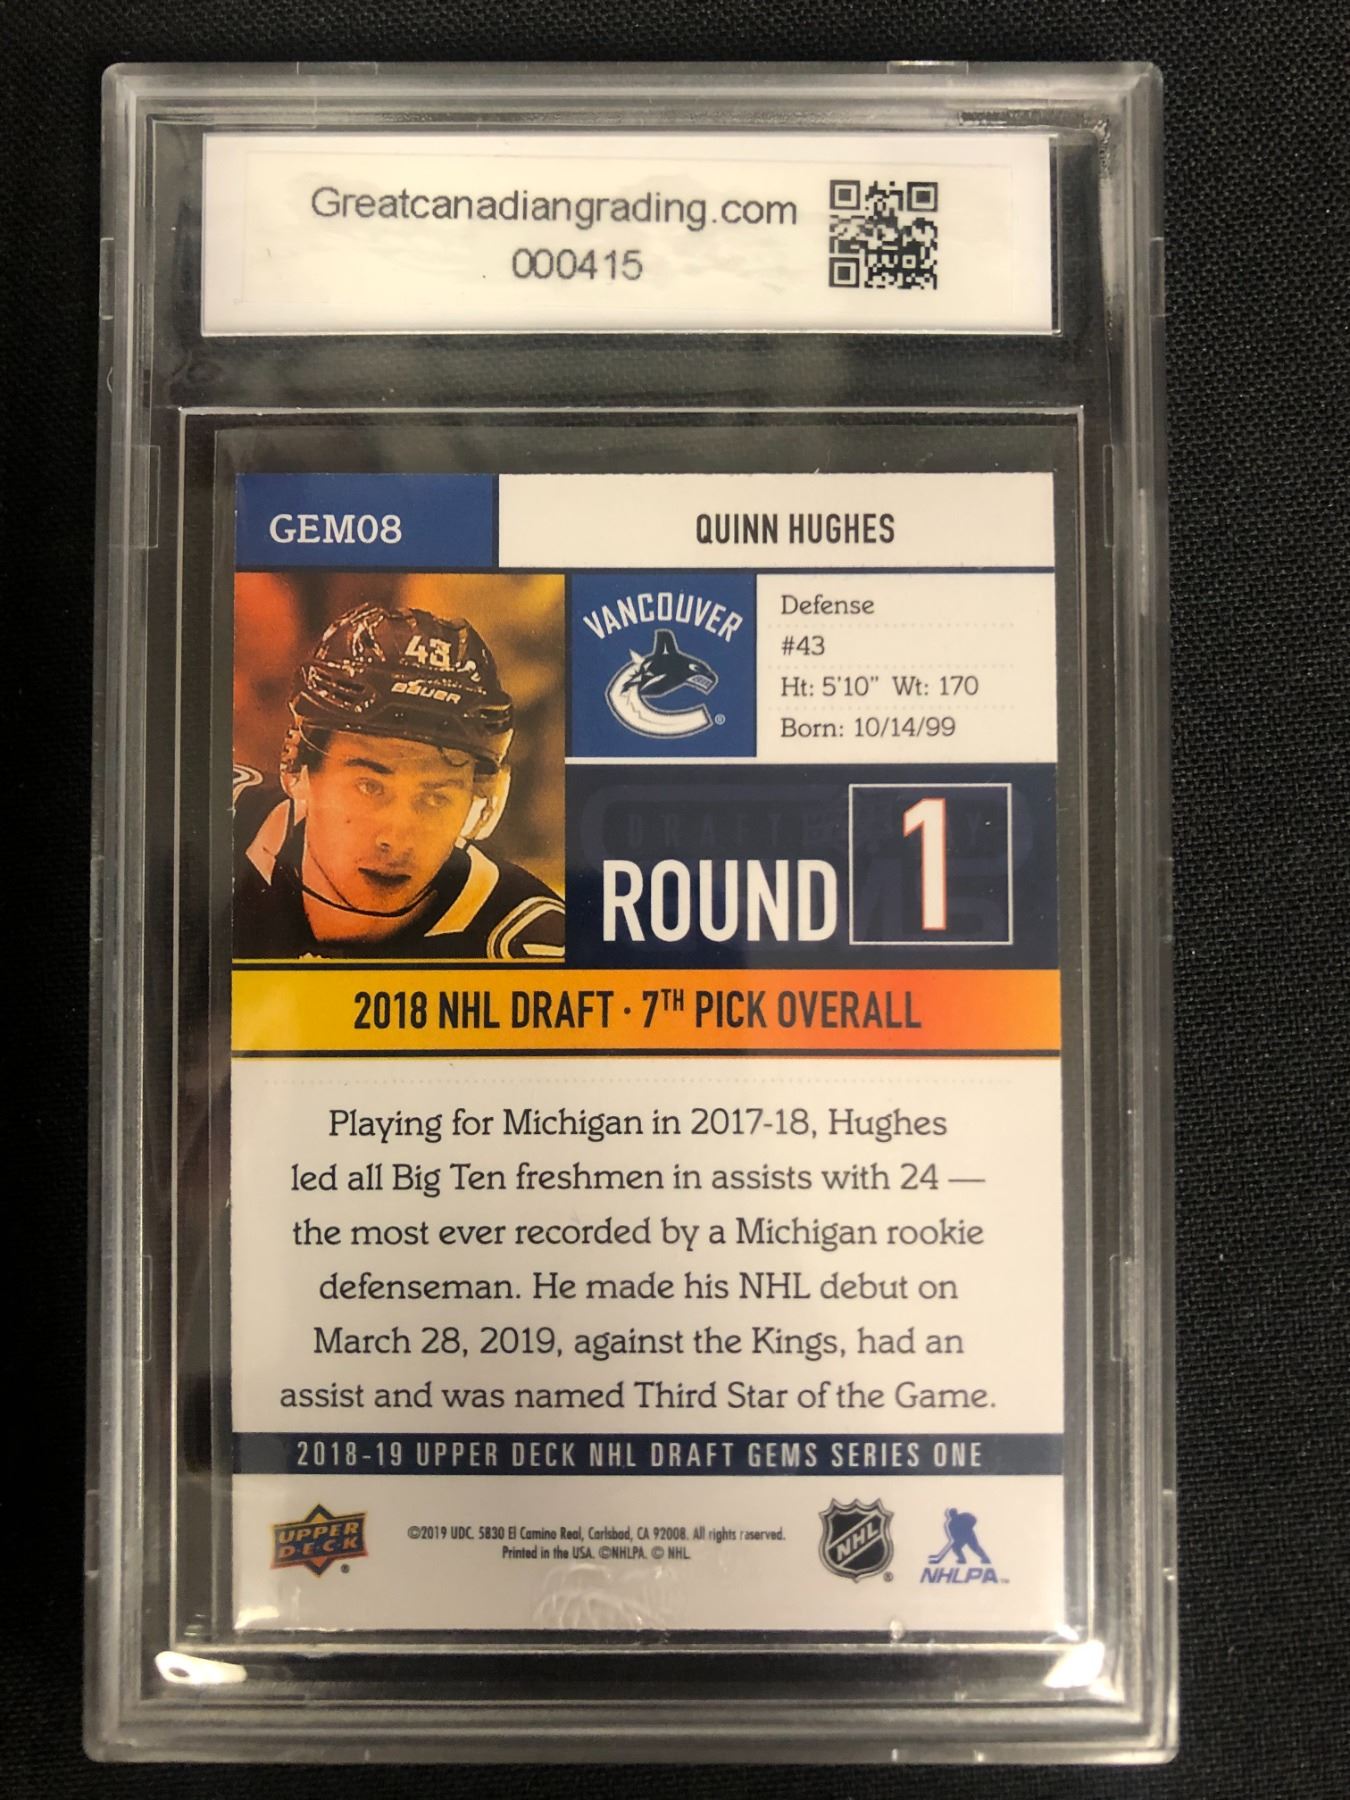 Greatcanadiangrading.com
000415
GEM08
QUINN HUGHES
43
BAUER
VANCOUVER
®
Defense
#43
Ht: 5'10" Wt: 170
Born: 10/14/99
ROUND 1
2018 NHL DRAFT · 7TH PICK OVERALL
Playing for Michigan in 2017-18, Hughes
led all Big Ten freshmen in assists with 24 —
the most ever recorded by a Michigan rookie
defenseman. He made his NHL debut on
March 28, 2019, against the Kings, had an
assist and was named Third Star of the Game.
2018-19 UPPER DECK NHL DRAFT GEMS SERIES ONE
UPPER
D·E·C·K
®
©2019 UDC. 5830 El Camino Real, Carlsbad, CA 92008. All rights reserved.
Printed in the USA. ©NHLPA. © NHL.
NHL
®
NHLPA™